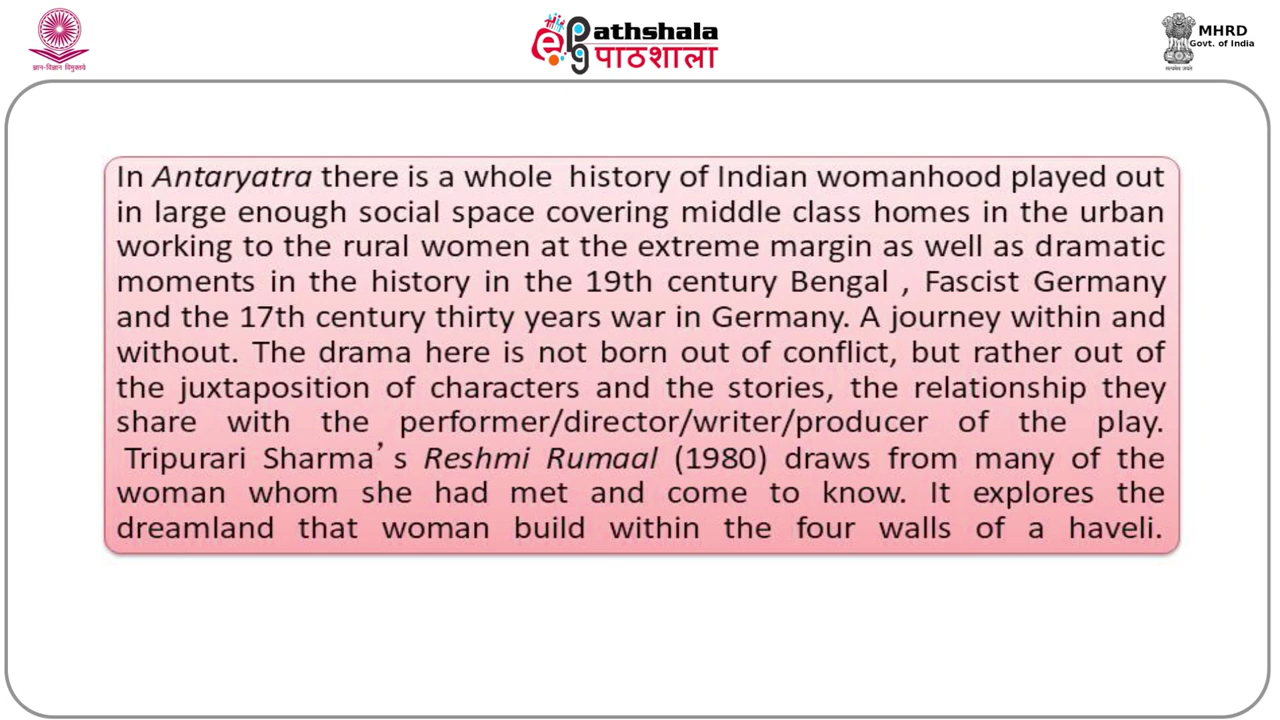 ज्ञान-विज्ञान विमुक्तये
epg Pathshala
पाठशाला
MHRD
Govt. of India
सत्यमेव जयते
In Antaryatra there is a whole history of Indian womanhood played out
in large enough social space covering middle class homes in the urban
working to the rural women at the extreme margin as well as dramatic
moments in the history in the 19th century Bengal , Fascist Germany
and the 17th century thirty years war in Germany. A journey within and
without. The drama here is not born out of conflict, but rather out of
the juxtaposition of characters and the stories, the relationship they
share with the performer/director/writer/producer of the play.
Tripurari Sharma’ s Reshmi Rumaal (1980) draws from many of the
woman whom she had met and come to know. It explores the
dreamland that woman build within the four walls of a haveli.